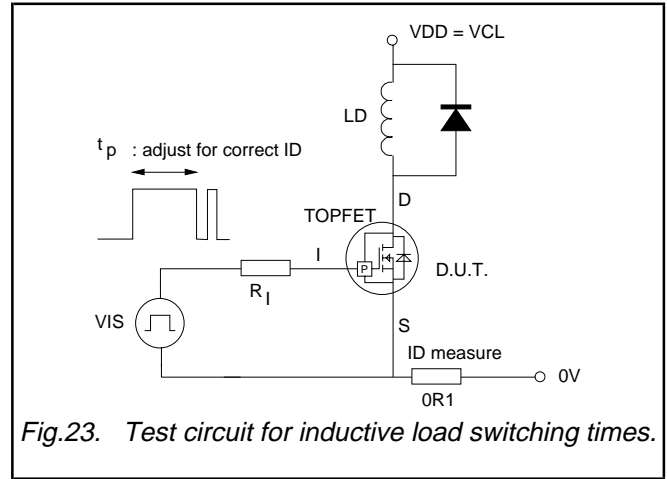 VDD = VCL
LD
t p : adjust for correct ID
D
TOPFET
I
P
D.U.T.
R I
VIS
S
ID measure
0V
0R1
Fig.23. Test circuit for inductive load switching times.